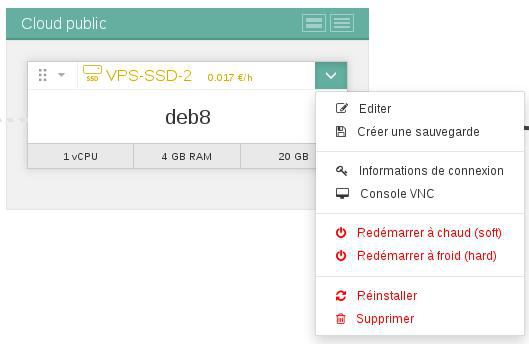 Cloud public
SSD VPS-SSD-2 0.017 €/h
deb8
1 vCPU 4 GB RAM 20 GB
Editer
Créer une sauvegarde
Informations de connexion
Console VNC
Redémarrer à chaud (soft)
Redémarrer à froid (hard)
Réinstaller
Supprimer